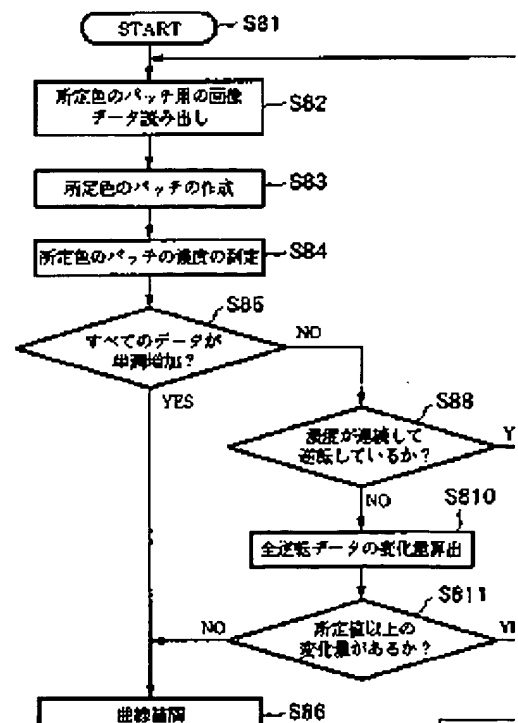 START
S81
所定色のパッチ用の画像
データ読み出し
S82
所定色のパッチの作成
S83
所定色のパッチの濃度の測定
S84
S85
すべてのデータが
単調増加?
NO
YES
S88
濃度が連続して
逆転しているか?
Y
NO
S810
全逆転データの変化量算出
S811
所定値以上の
変化量があるか?
NO
YE
曲線補間
S86